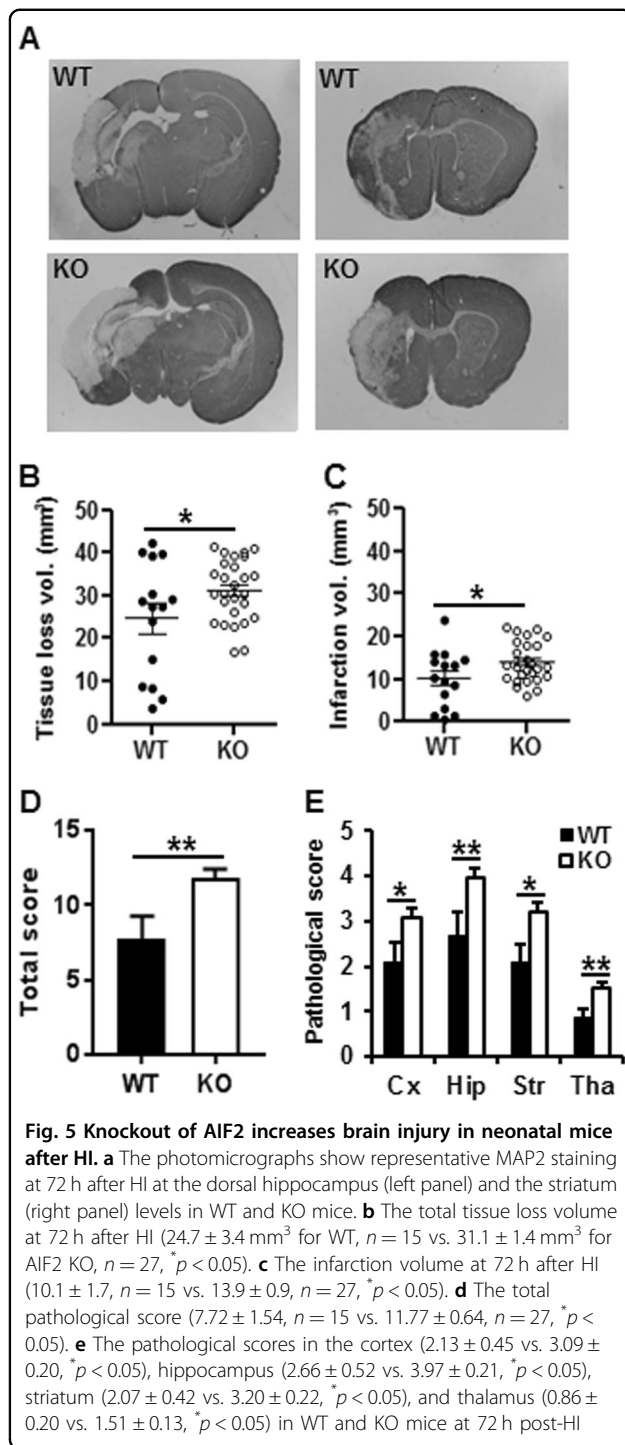 A
WT
WT
KO
KO
B
C
Tissue loss vol. (mm³)
50
40
30
20
10
0
*
WT
KO
Infarction vol. (mm³)
50
40
30
20
10
0
*
WT
KO
D
E
Total score
15
10
5
0
**
WT
KO
Pathological score
5
4
3
2
1
0
WT
KO
*
**
*
**
Cx
Hip
Str
Tha
Fig. 5 Knockout of AIF2 increases brain injury in neonatal mice
after HI. a The photomicrographs show representative MAP2 staining
at 72 h after HI at the dorsal hippocampus (left panel) and the striatum
(right panel) levels in WT and KO mice. b The total tissue loss volume
at 72 h after HI (24.7 ± 3.4 mm³ for WT, n = 15 vs. 31.1 ± 1.4 mm³ for
AIF2 KO, n = 27, *p < 0.05). c The infarction volume at 72 h after HI
(10.1 ± 1.7, n = 15 vs. 13.9 ± 0.9, n = 27, *p < 0.05). d The total
pathological score (7.72 ± 1.54, n = 15 vs. 11.77 ± 0.64, n = 27, *p <
0.05). e The pathological scores in the cortex (2.13 ± 0.45 vs. 3.09 ±
0.20, *p < 0.05), hippocampus (2.66 ± 0.52 vs. 3.97 ± 0.21, *p < 0.05),
striatum (2.07 ± 0.42 vs. 3.20 ± 0.22, *p < 0.05), and thalamus (0.86 ±
0.20 vs. 1.51 ± 0.13, *p < 0.05) in WT and KO mice at 72 h post-HI